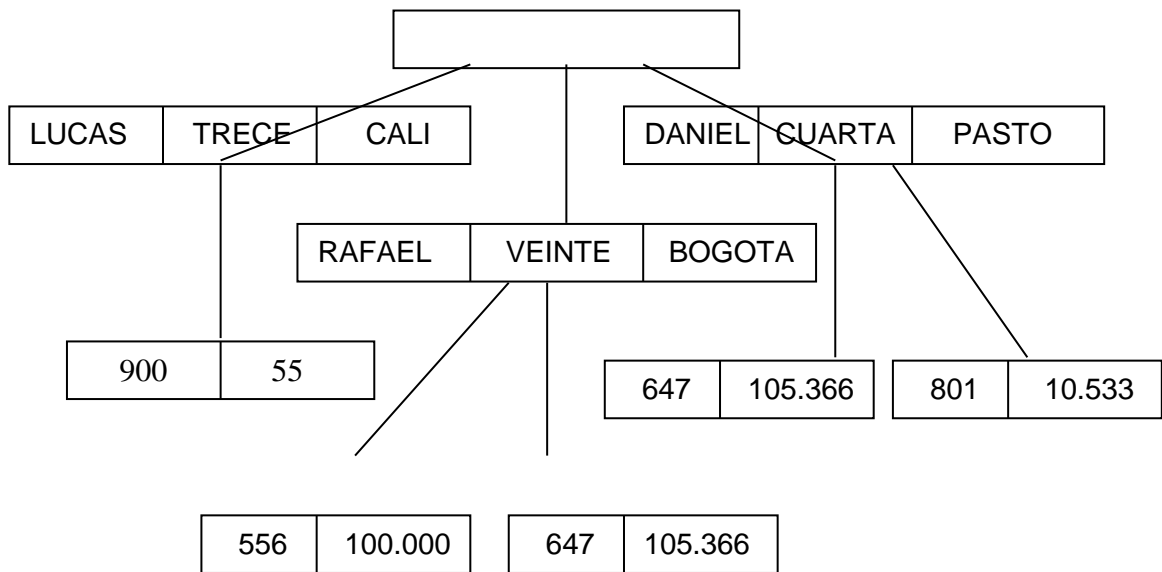 LUCAS TRECE CALI DANIEL CUARTA PASTO
RAFAEL VEINTE BOGOTA
900 55
647 105.366 801 10.533
556 100.000 647 105.366